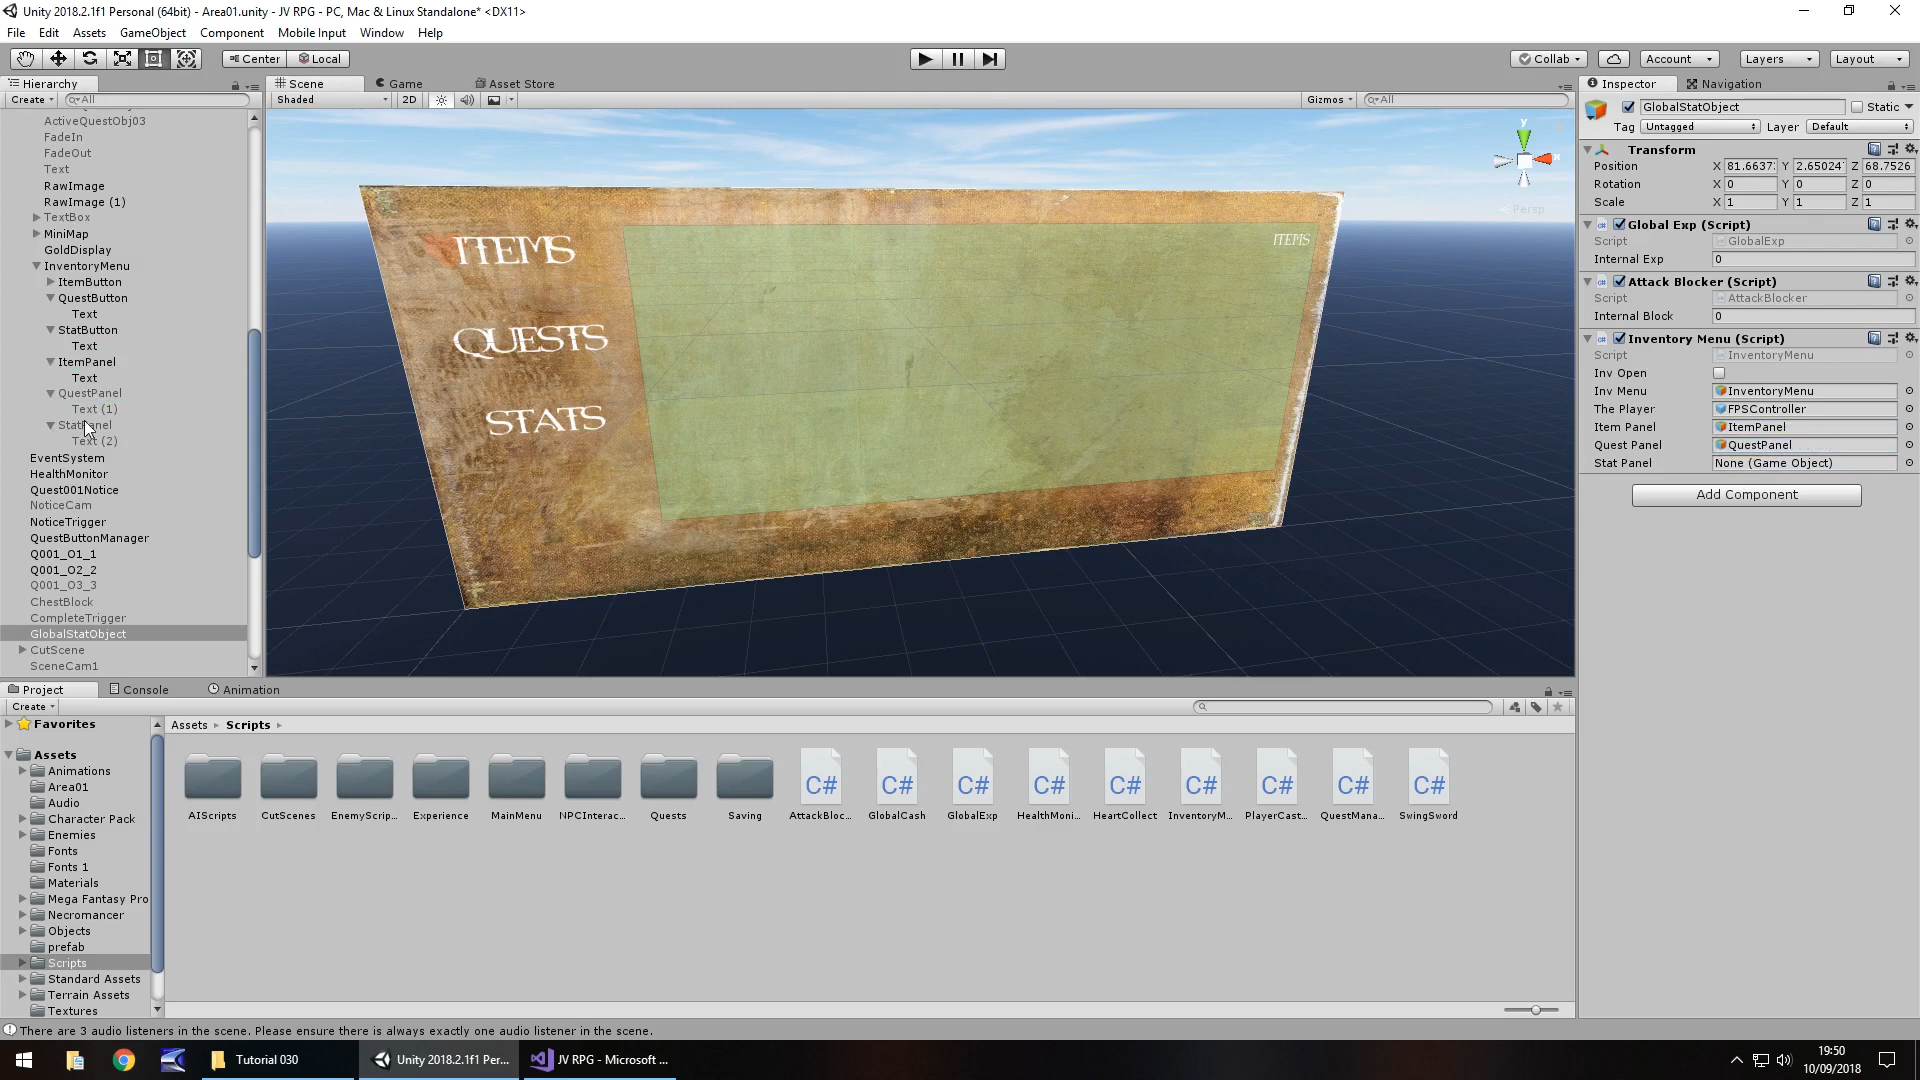 Unity 2018.2.1f1 Personal (64bit) - Area01.unity - JV RPG - PC, Mac & Linux Standalone* <DX11>
File Edit Assets GameObject Component Mobile Input Window Help
Center Local Collab Account Layers Layout
Hierarchy
Create All
ActiveQuestObj03
FadeIn
FadeOut
Text
RawImage
RawImage (1)
TextBox
MiniMap
GoldDisplay
InventoryMenu
ItemButton
QuestButton
Text
StatButton
Text
ItemPanel
Text
QuestPanel
Text (1)
StatPanel
Text (2)
EventSystem
HealthMonitor
Quest001Notice
NoticeCam
NoticeTrigger
QuestButtonManager
Q001_O1_1
Q001_O2_2
Q001_O3_3
ChestBlock
CompleteTrigger
GlobalStatObject
CutScene
SceneCam1
Scene Game Asset Store
Shaded 2D Gizmos All
y
x
Persp
ITEMS
ITEMS
QUESTS
STATS
Inspector Navigation
GlobalStatObject Static
Tag Untagged Layer Default
Transform
Position X 81.6637 Y 2.65024 Z 68.7526
Rotation X 0 Y 0 Z 0
Scale X 1 Y 1 Z 1
Global Exp (Script)
Script GlobalExp
Internal Exp 0
Attack Blocker (Script)
Script AttackBlocker
Internal Block 0
Inventory Menu (Script)
Script InventoryMenu
Inv Open
Inv Menu InventoryMenu
The Player FPSController
Item Panel ItemPanel
Quest Panel QuestPanel
Stat Panel None (Game Object)
Add Component
Project Console Animation
Create
Favorites
Assets
Animations
Area01
Audio
Character Pack
Enemies
Fonts
Fonts 1
Materials
Mega Fantasy Pro
Necromancer
Objects
prefab
Scripts
Standard Assets
Terrain Assets
Textures
Assets Scripts
C# C# C# C# C# C# C# C# C#
AIScripts CutScenes EnemyScrip... Experience MainMenu NPCInterac... Quests Saving AttackBloc... GlobalCash GlobalExp HealthMoni... HeartCollect InventoryM... PlayerCast... QuestMana... SwingSword
There are 3 audio listeners in the scene. Please ensure there is always exactly one audio listener in the scene.
Tutorial 030 Unity 2018.2.1f1 Per... JV RPG - Microsoft ...
19:50
10/09/2018